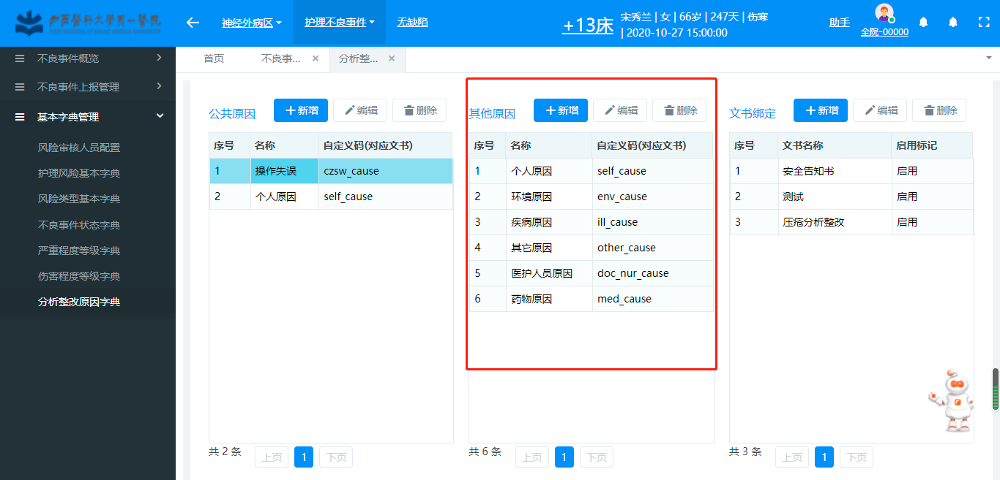 神经外病区
护理不良事件
无缺陷
+13床
宋秀兰 | 女 | 66岁 | 247天 | 伤寒
| 2020-10-27 15:00:00
助手
全院-00000
不良事件概览
不良事件上报管理
基本字典管理
风险审核人员配置
护理风险基本字典
风险类型基本字典
不良事件状态字典
严重程度等级字典
伤害程度等级字典
分析整改原因字典
首页
不良事...
分析整...
公共原因
新增
编辑
删除
序号 名称 自定义码(对应文书)
1 操作失误 czsw_cause
2 个人原因 self_cause
共 2 条
上页
1
下页
其他原因
新增
编辑
删除
序号 名称 自定义码(对应文书)
1 个人原因 self_cause
2 环境原因 env_cause
3 疾病原因 ill_cause
4 其它原因 other_cause
5 医护人员原因 doc_nur_cause
6 药物原因 med_cause
共 6 条
上页
1
下页
文书绑定
新增
编辑
删除
序号 文书名称 启用标记
1 安全告知书 启用
2 测试 启用
3 压疮分析整改 启用
共 3 条
上页
1
下页